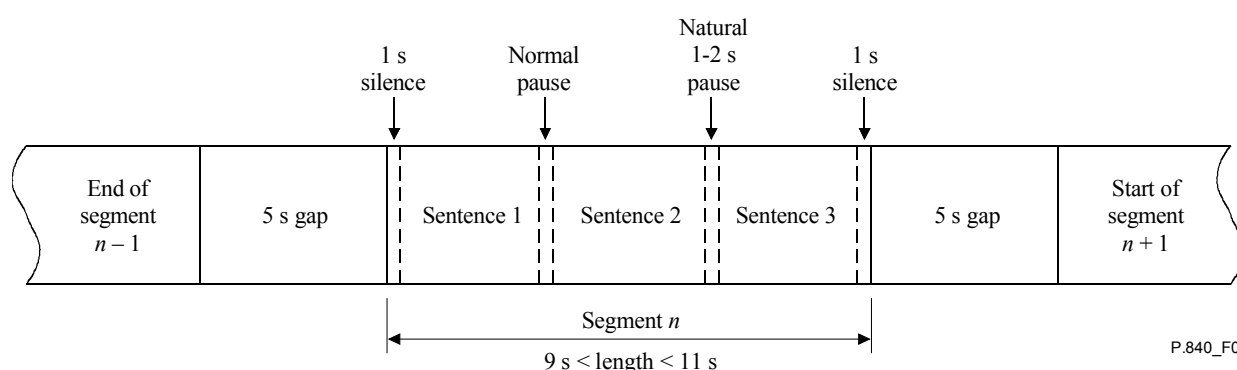 1 s
silence
Normal
pause
Natural
1-2 s
pause
1 s
silence
End of
segment
n – 1
5 s gap
Sentence 1
Sentence 2
Sentence 3
5 s gap
Start of
segment
n + 1
Segment n
9 s < length < 11 s
P.840_F0